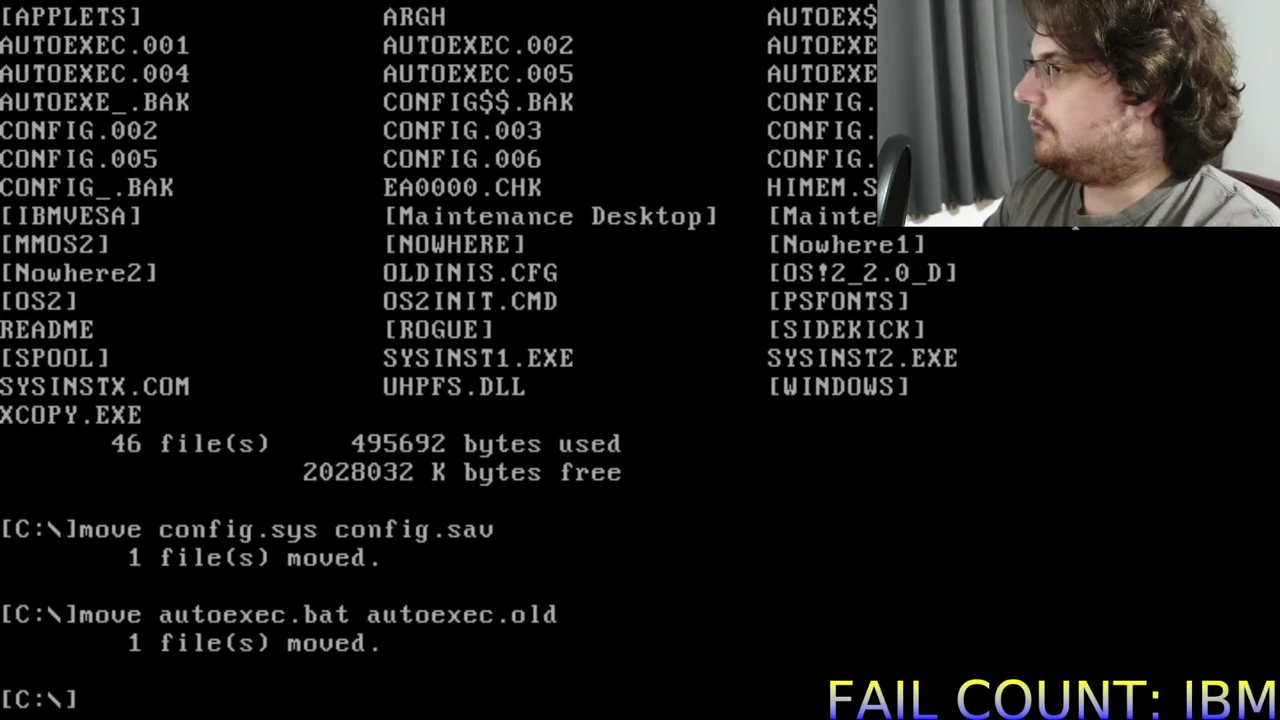 [APPLETS] ARGH AUTOEX$
AUTOEXEC.001 AUTOEXEC.002 AUTOEXE
AUTOEXEC.004 AUTOEXEC.005 AUTOEXE
AUTOEXE_.BAK CONFIG$$.BAK CONFIG.
CONFIG.002 CONFIG.003 CONFIG.
CONFIG.005 CONFIG.006 CONFIG.
CONFIG_.BAK EA0000.CHK HIMEM.S
[IBMVESA] [Maintenance Desktop] [Mainte
[MMOS2] [NOWHERE] [Nowhere1]
[Nowhere2] OLDINIS.CFG [OS!2_2.0_D]
[OS2] OS2INIT.CMD [PSFONTS]
README [ROGUE] [SIDEKICK]
[SPOOL] SYSINST1.EXE SYSINST2.EXE
SYSINSTX.COM UHPFS.DLL [WINDOWS]
XCOPY.EXE
46 file(s) 495692 bytes used
2028032 K bytes free
[C:\]move config.sys config.sav
1 file(s) moved.
[C:\]move autoexec.bat autoexec.old
1 file(s) moved.
[C:\]
FAIL COUNT: IBM